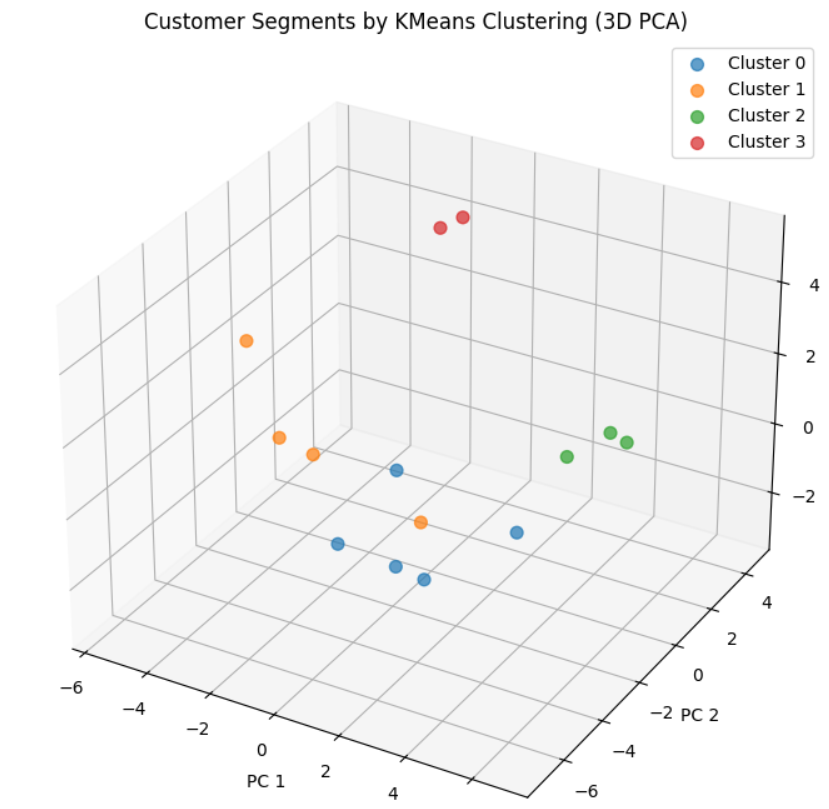 Customer Segments by KMeans Clustering (3D PCA)
Cluster 0
Cluster 1
Cluster 2
Cluster 3
4
2
0
−2
4
2
0
−2
−4
−6
PC 2
−6
−4
−2
0
2
4
PC 1